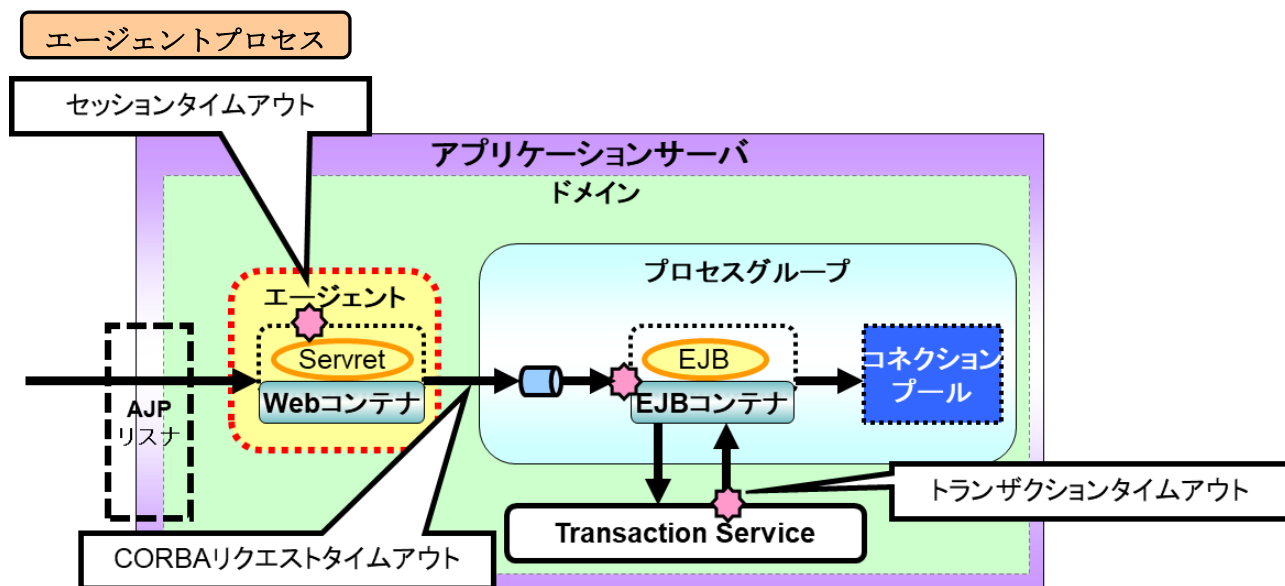 エージェントプロセス
セッションタイムアウト
アプリケーションサーバ
ドメイン
プロセスグループ
エージェント
Servret
EJB
コネクション
プール
Webコンテナ
EJBコンテナ
AJP
リスナ
トランザクションタイムアウト
Transaction Service
CORBAリクエストタイムアウト